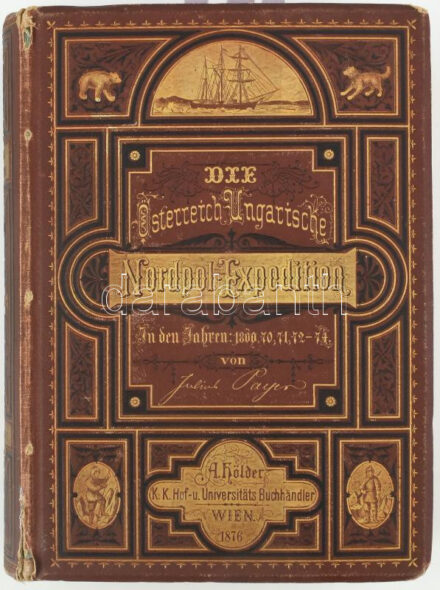 DIE
Österreich-Ungarische
Nordpol-Expedition
darabanth
In den Jahren: 1869, 70, 71, 72–74.
von
Julius Payer
A. Hölder
K. K. Hof- u. Universitäts Buchhändler
WIEN.
1876